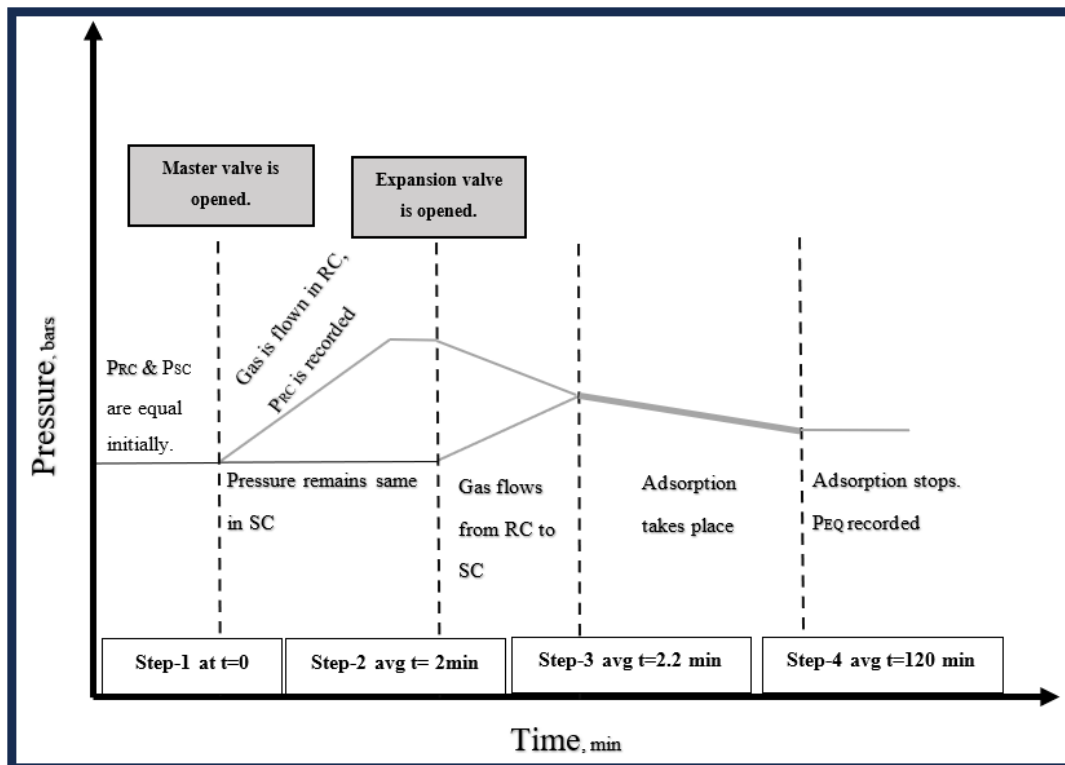 Master valve is
opened.
Expansion valve
is opened.
Gas is flown in RC,
PRC is recorded
PRC & PSC
are equal
initially.
Pressure remains same
in SC
Gas flows
from RC to
SC
Adsorption
takes place
Adsorption stops.
PEQ recorded
Pressure, bars
Step-1 at t=0
Step-2 avg t= 2min
Step-3 avg t=2.2 min
Step-4 avg t=120 min
Time, min